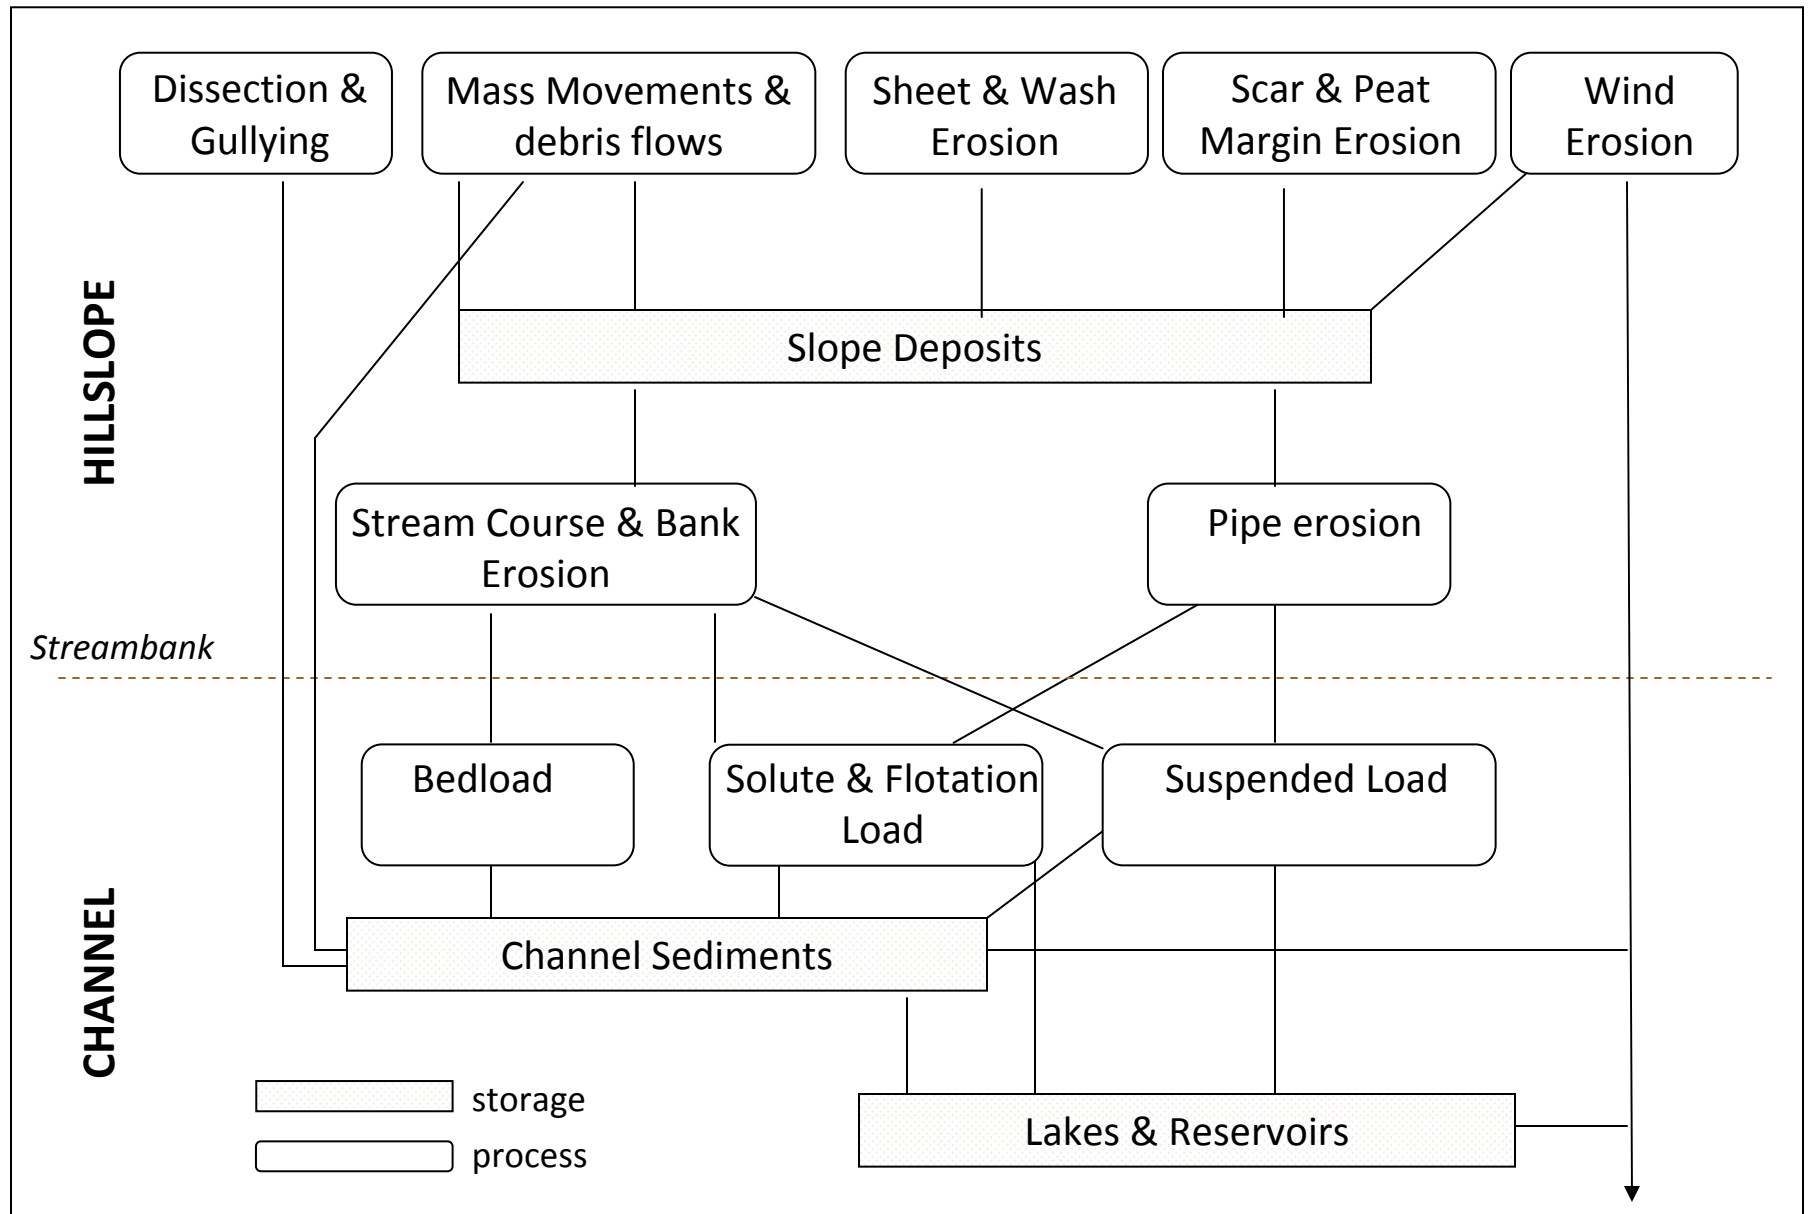 Dissection &
Gullying
Mass Movements &
debris flows
Sheet & Wash
Erosion
Scar & Peat
Margin Erosion
Wind
Erosion
HILLSLOPE
Slope Deposits
Stream Course & Bank
Erosion
Pipe erosion
Streambank
Bedload
Solute & Flotation
Load
Suspended Load
CHANNEL
Channel Sediments
storage
process
Lakes & Reservoirs